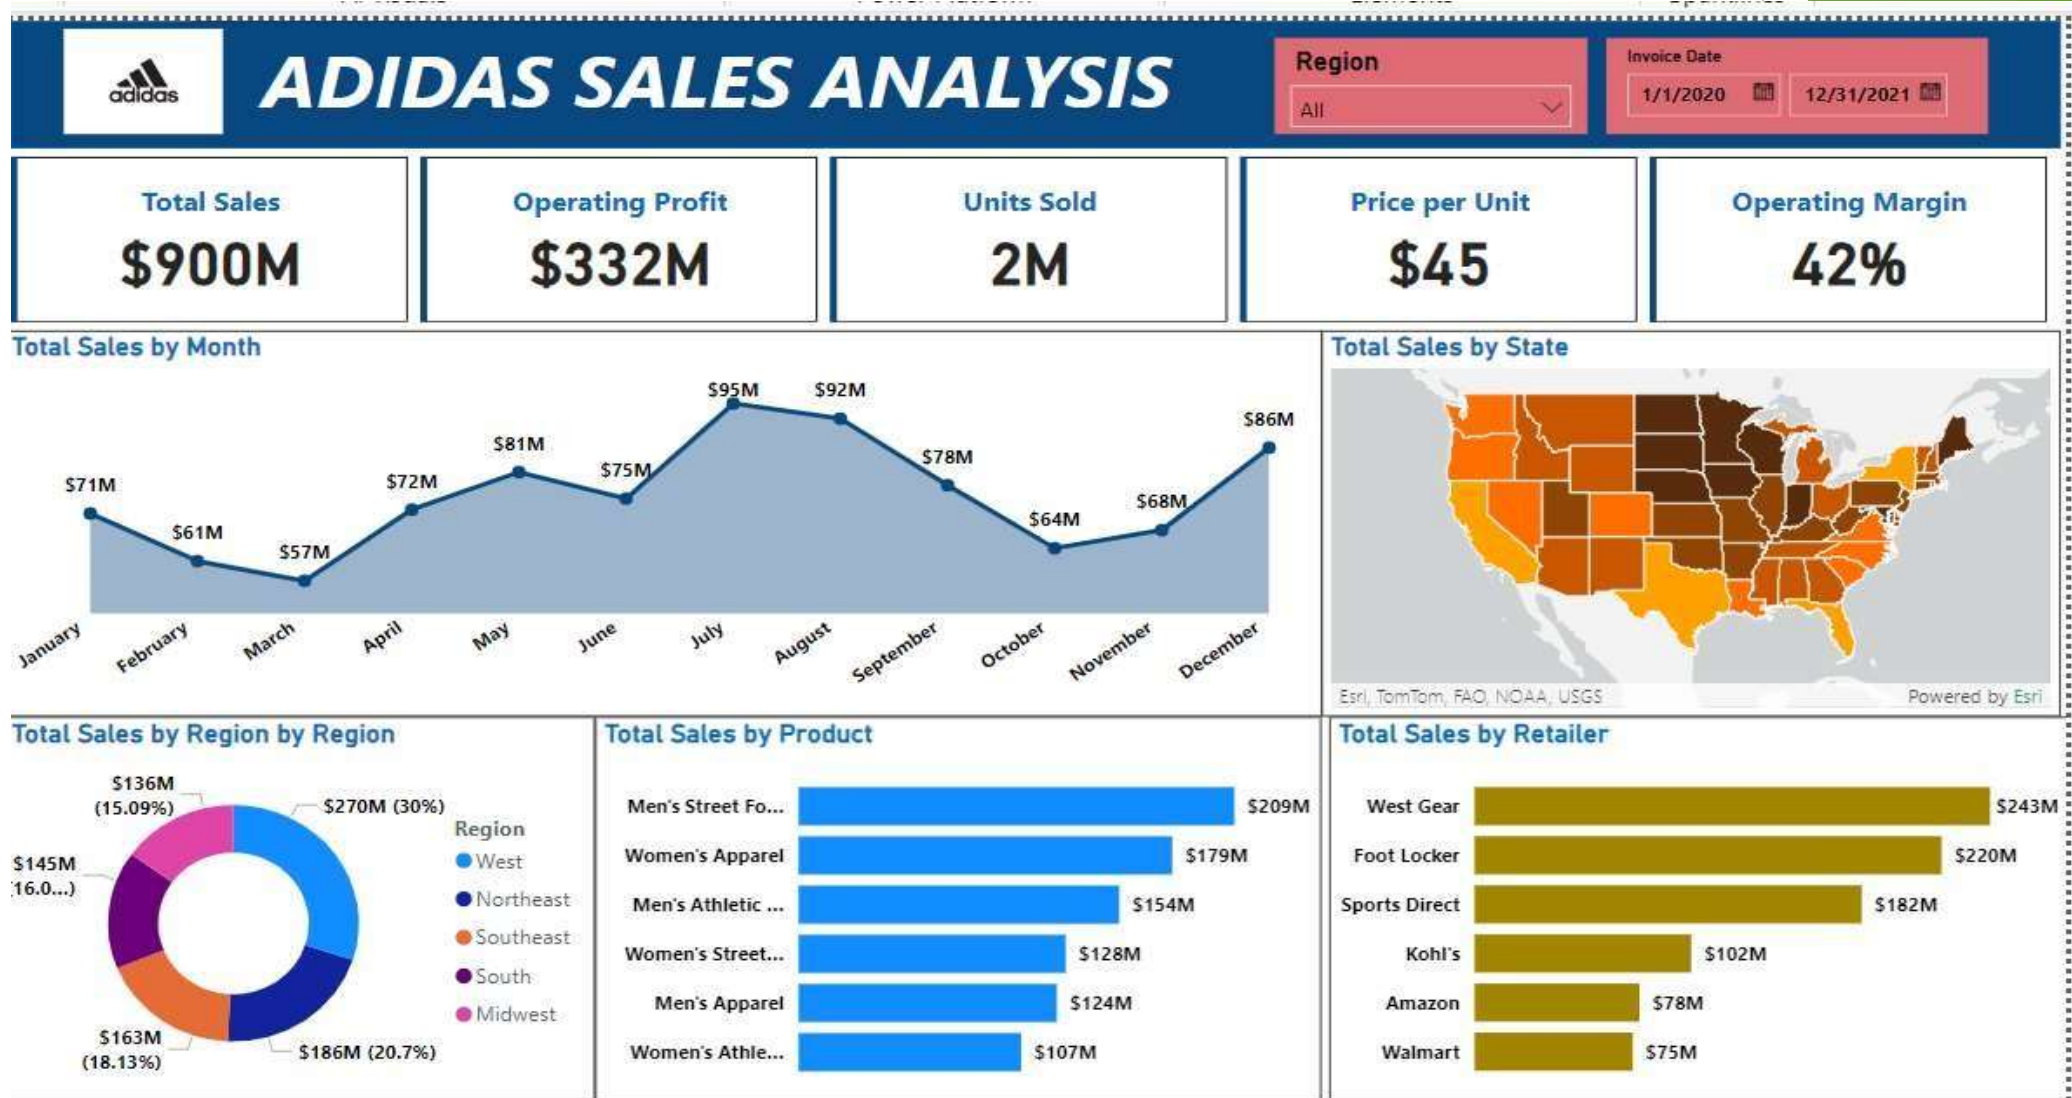 adidas
ADIDAS SALES ANALYSIS
Region
All
Invoice Date
1/1/2020
12/31/2021
Total Sales
$900M
Operating Profit
$332M
Units Sold
2M
Price per Unit
$45
Operating Margin
42%
Total Sales by Month
$71M
$61M
$57M
$72M
$81M
$75M
$95M
$92M
$78M
$64M
$68M
$86M
January
February
March
April
May
June
July
August
September
October
November
December
Total Sales by State
Esri, TomTom, FAO, NOAA, USGS
Powered by Esri
Total Sales by Region by Region
$136M
(15.09%)
$270M (30%)
$145M
(16.0...)
$163M
(18.13%)
$186M (20.7%)
Region
West
Northeast
Southeast
South
Midwest
Total Sales by Product
Men's Street Fo... $209M
Women's Apparel $179M
Men's Athletic ... $154M
Women's Street... $128M
Men's Apparel $124M
Women's Athle... $107M
Total Sales by Retailer
West Gear $243M
Foot Locker $220M
Sports Direct $182M
Kohl's $102M
Amazon $78M
Walmart $75M